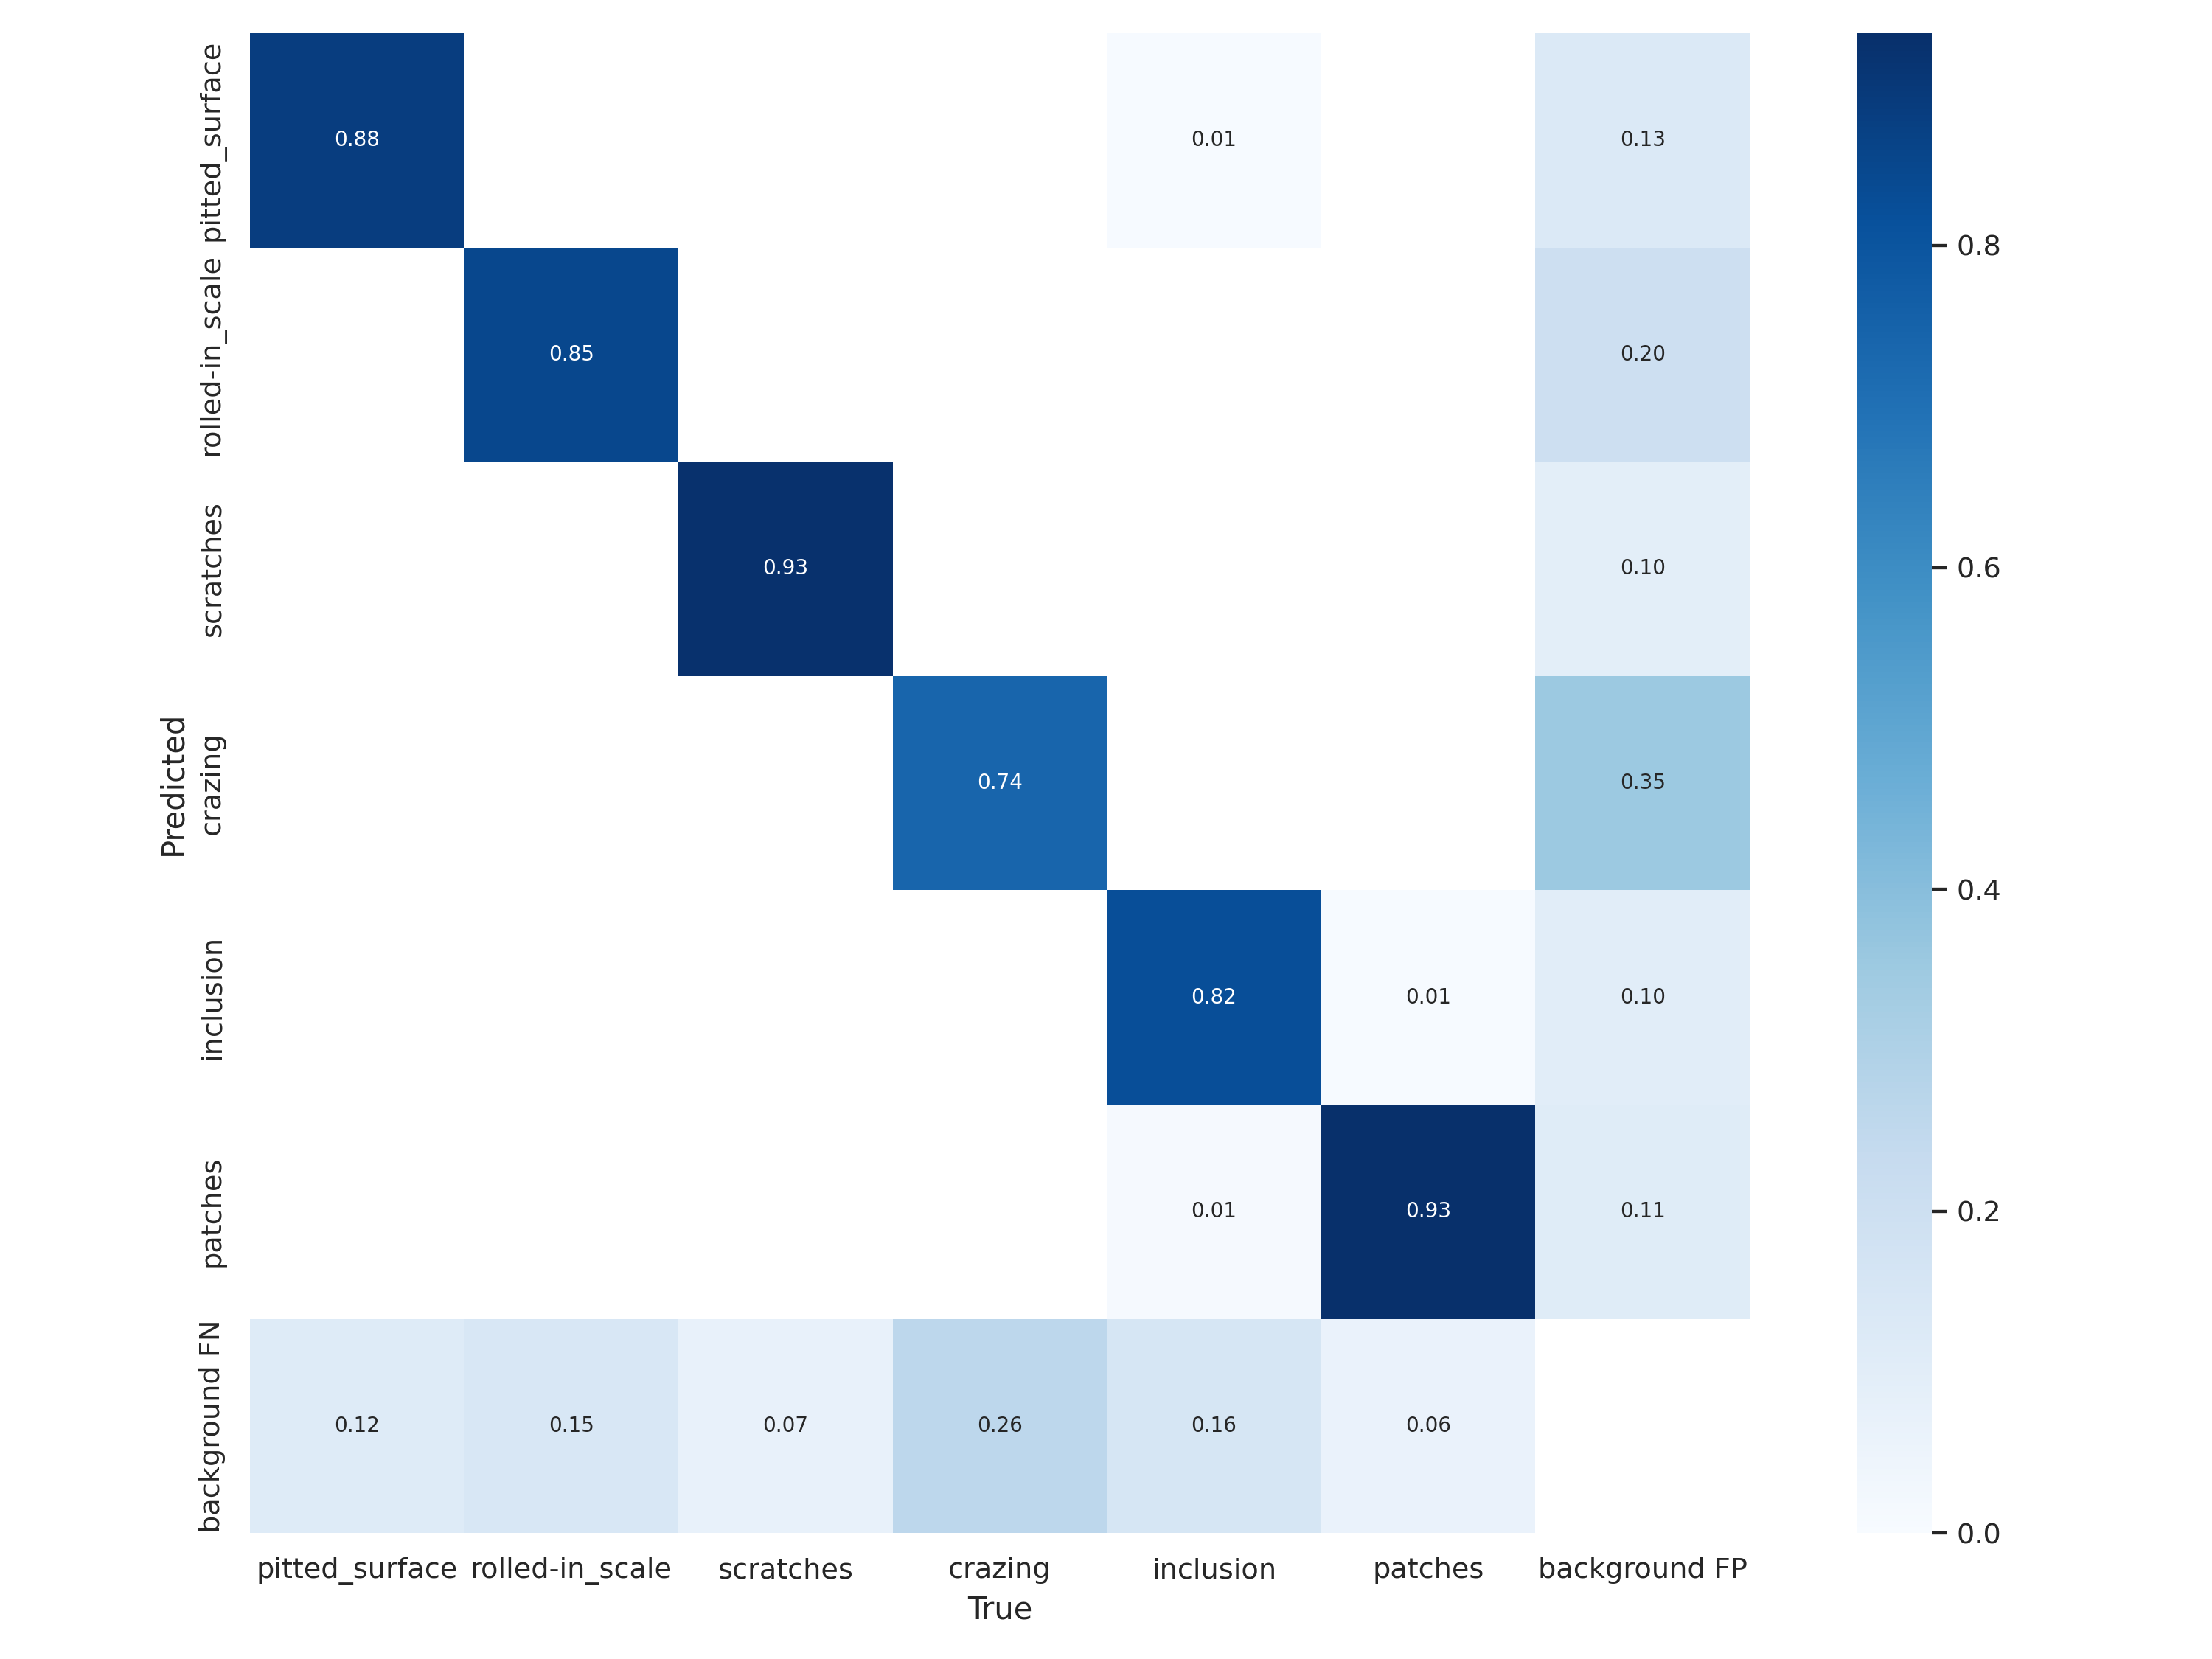 pitted_surface
0.88
0.01
0.13
0.8
rolled-in_scale
0.85
0.20
scratches
0.93
0.10
0.6
Predicted
crazing
0.74
0.35
0.4
inclusion
0.82
0.01
0.10
patches
0.01
0.93
0.11
0.2
background FN
0.12
0.15
0.07
0.26
0.16
0.06
0.0
pitted_surface rolled-in_scale scratches crazing inclusion patches background FP
True